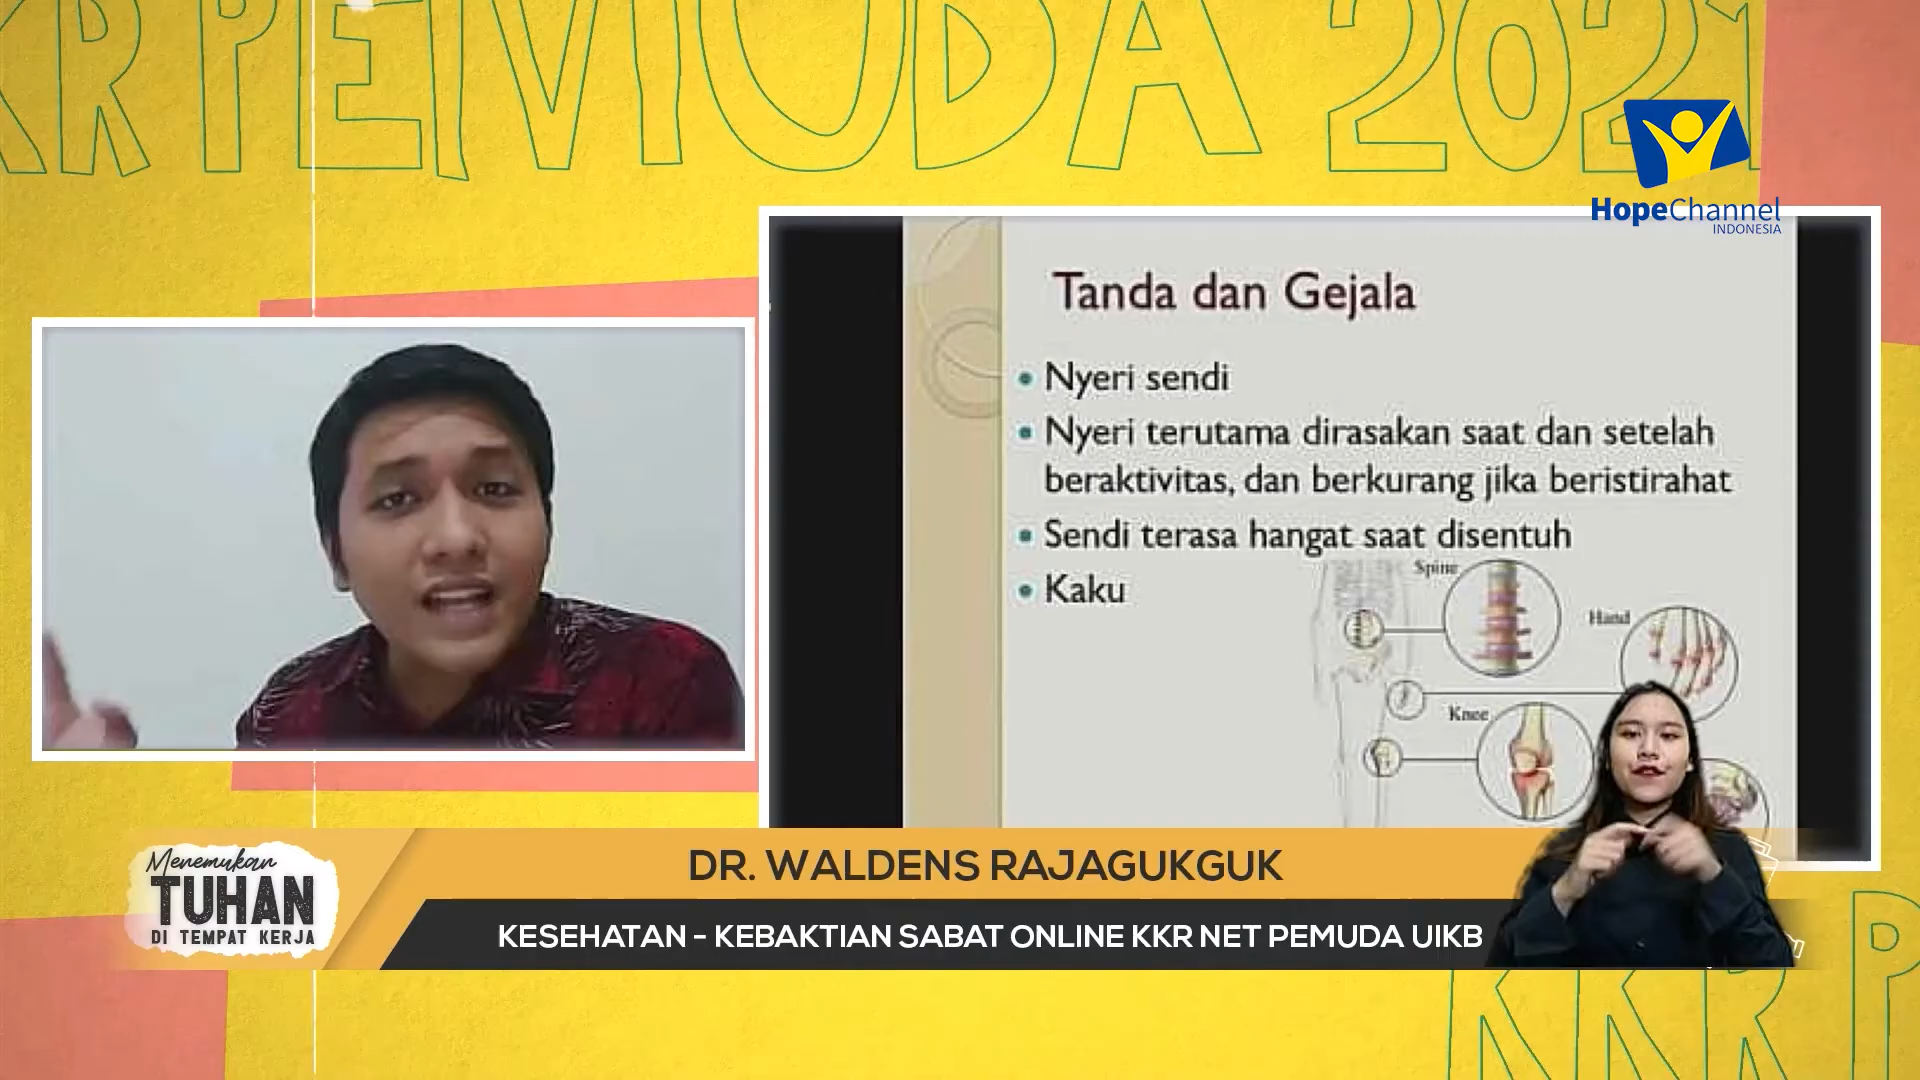 KR PEMUDA 2021
HopeChannel
INDONESIA
Tanda dan Gejala
• Nyeri sendi
• Nyeri terutama dirasakan saat dan setelah
beraktivitas, dan berkurang jika beristirahat
• Sendi terasa hangat saat disentuh
• Kaku
Spine
Hand
Knee
Menemukan
TUHAN
DI TEMPAT KERJA
DR. WALDENS RAJAGUKGUK
KESEHATAN - KEBAKTIAN SABAT ONLINE KKR NET PEMUDA UIKB
KKR P